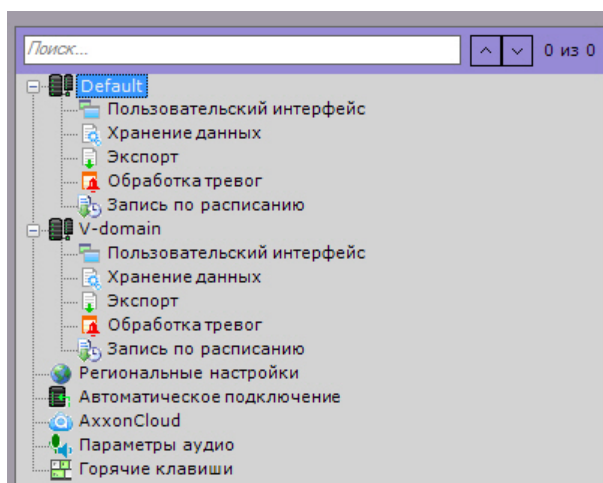 Поиск...
0 из 0
Default
Пользовательский интерфейс
Хранение данных
Экспорт
Обработка тревог
Запись по расписанию
V-domain
Пользовательский интерфейс
Хранение данных
Экспорт
Обработка тревог
Запись по расписанию
Региональные настройки
Автоматическое подключение
AxxonCloud
Параметры аудио
Горячие клавиши